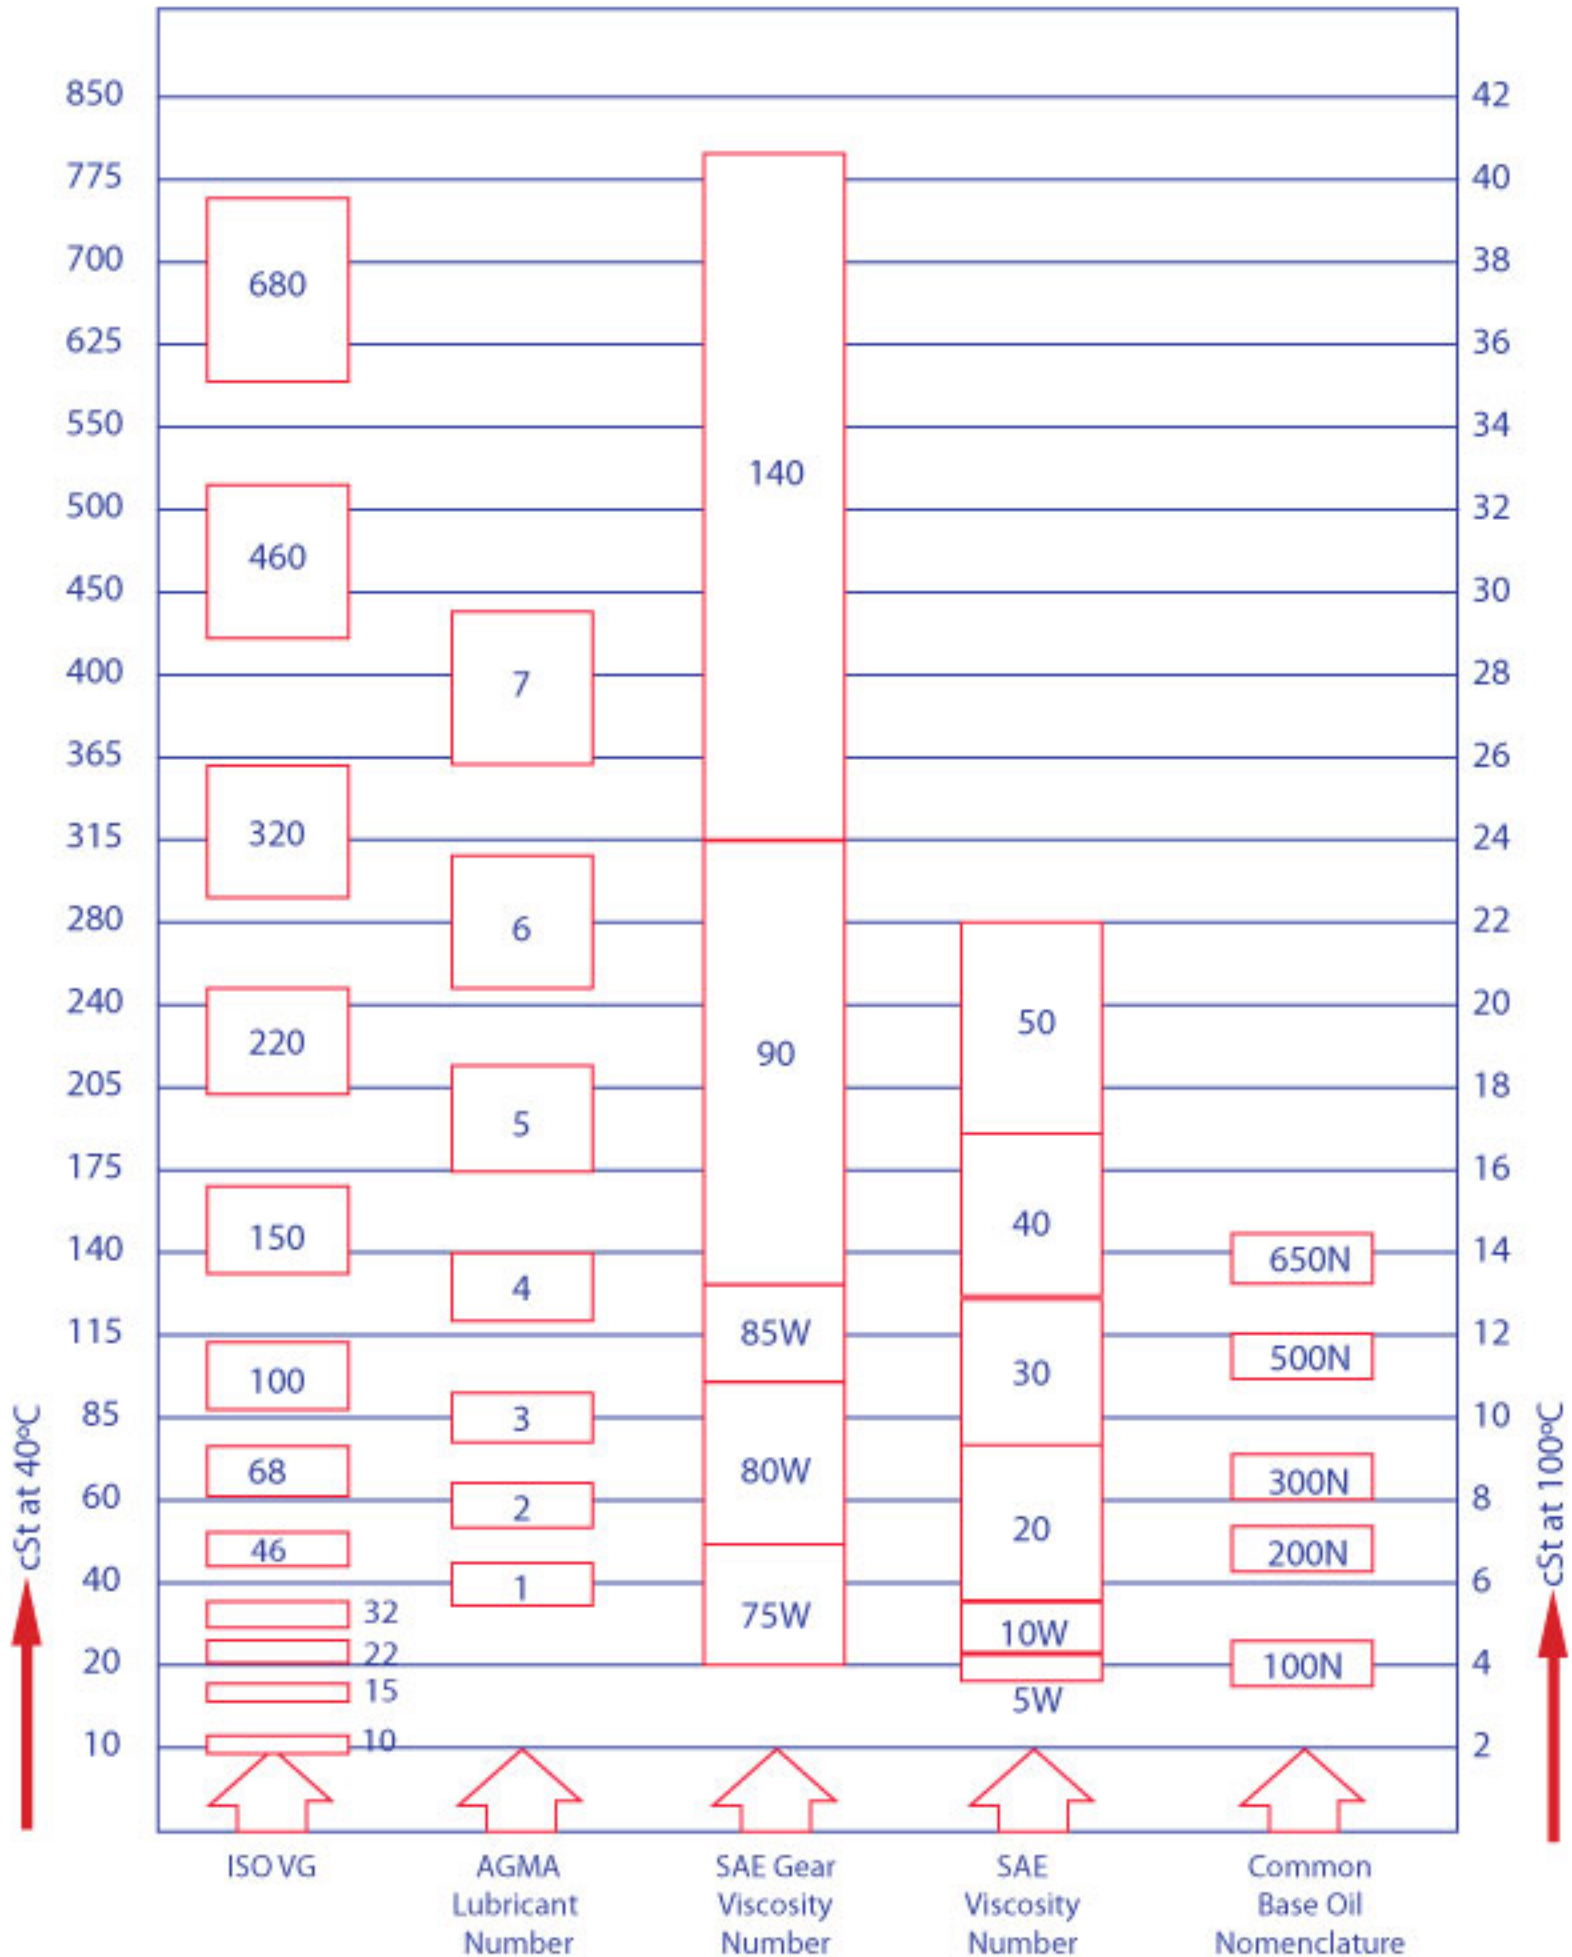 850 42
775 40
700 38
680
625 36
550 34
140
500 32
460
450 30
7
400 28
365 26
320
315 24
6
280 22
50
240 20
220
90
205 18
5
40
175 16
150
140 14
650N
4
85W
115 12
500N
30
100
3
85 10
68 80W 300N
60 8
2
20
46 200N
40 6
1
32 75W
10W
22
20 4
100N
15 5W
10
10 2
cSt at 40ºC
cSt at 100ºC
ISO VG
AGMA
Lubricant
Number
SAE Gear
Viscosity
Number
SAE
Viscosity
Number
Common
Base Oil
Nomenclature